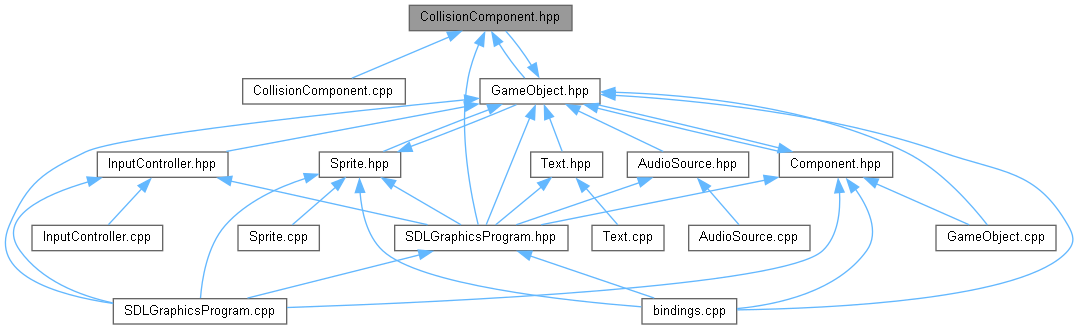 CollisionComponent.hpp
CollisionComponent.cpp
GameObject.hpp
InputController.hpp
Sprite.hpp
Text.hpp
AudioSource.hpp
Component.hpp
InputController.cpp
Sprite.cpp
SDLGraphicsProgram.hpp
Text.cpp
AudioSource.cpp
GameObject.cpp
SDLGraphicsProgram.cpp
bindings.cpp